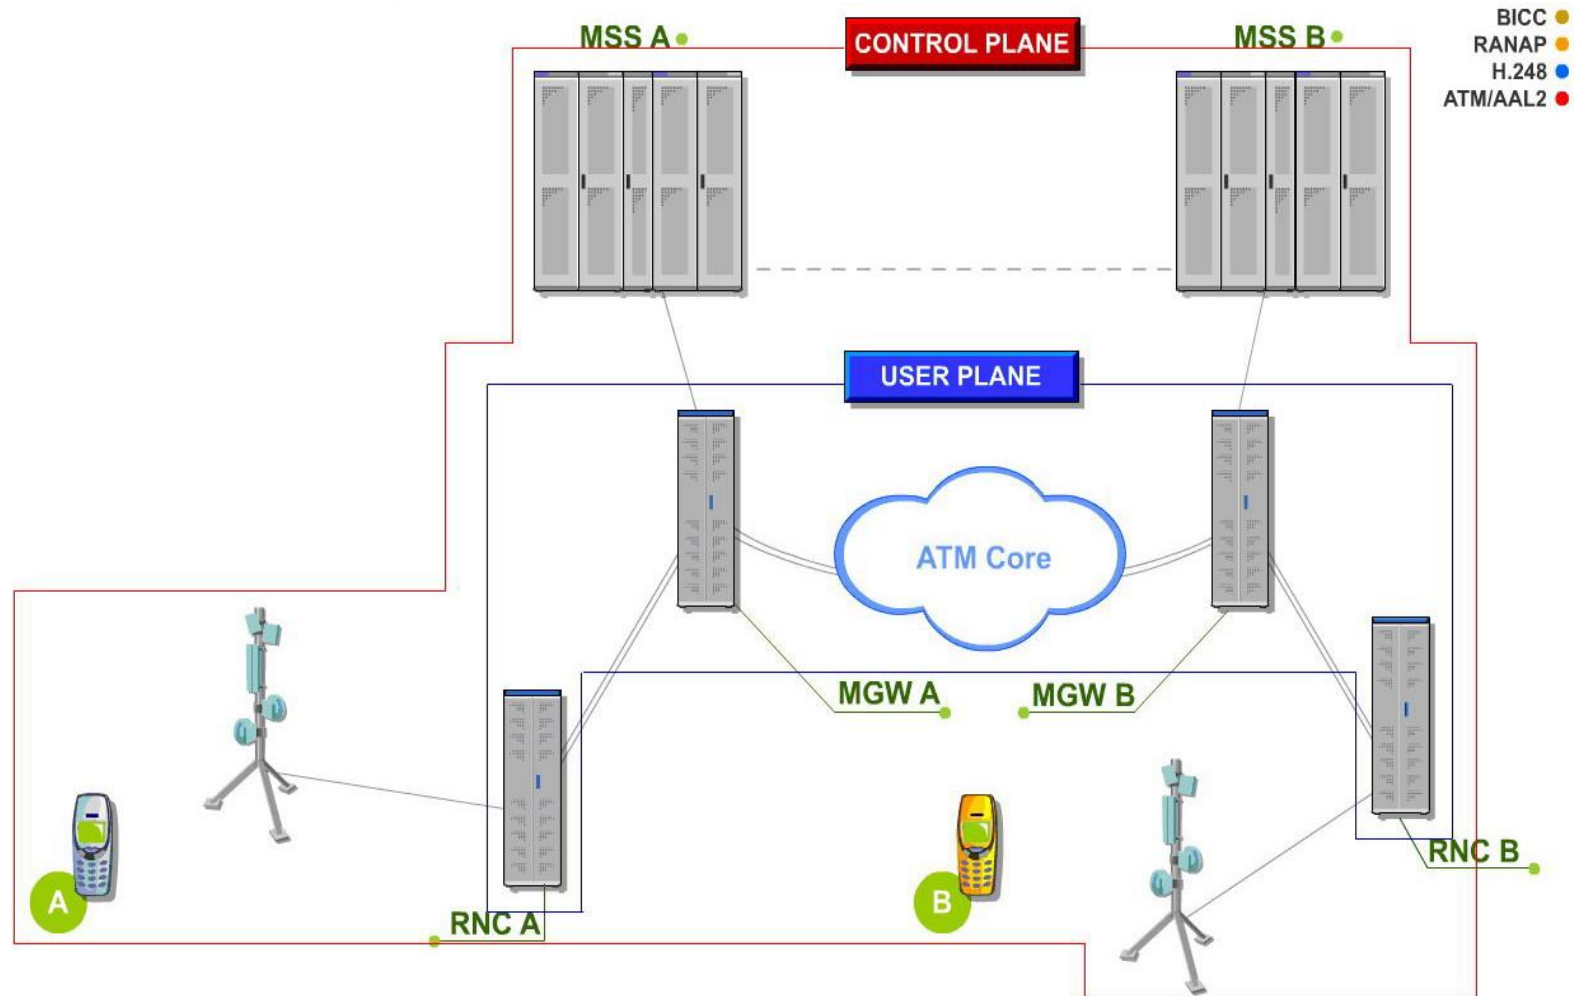 MSS A
CONTROL PLANE
MSS B
BICC
RANAP
H.248
ATM/AAL2
USER PLANE
ATM Core
MGW A
MGW B
RNC B
A
B
RNC A